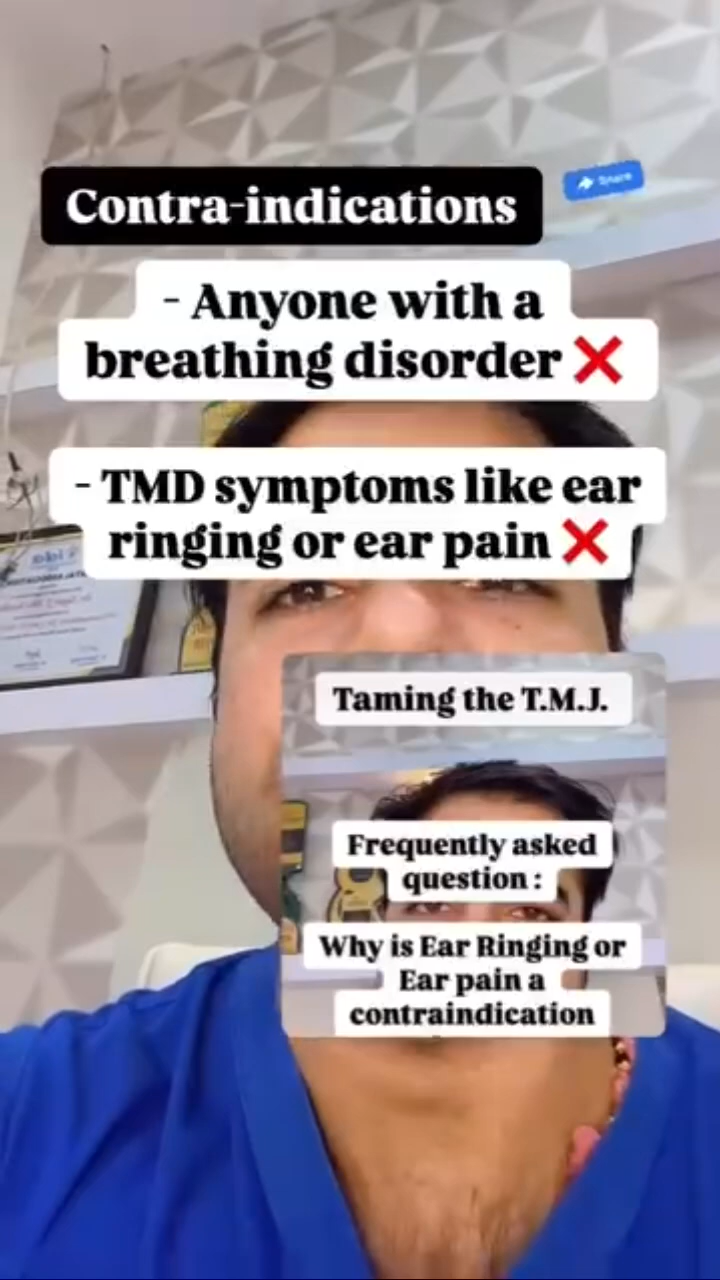 Share
Contra-indications
- Anyone with a
breathing disorder ❌
- TMD symptoms like ear
ringing or ear pain ❌
Taming the T.M.J.
Frequently asked
question :
Why is Ear Ringing or
Ear pain a
contraindication